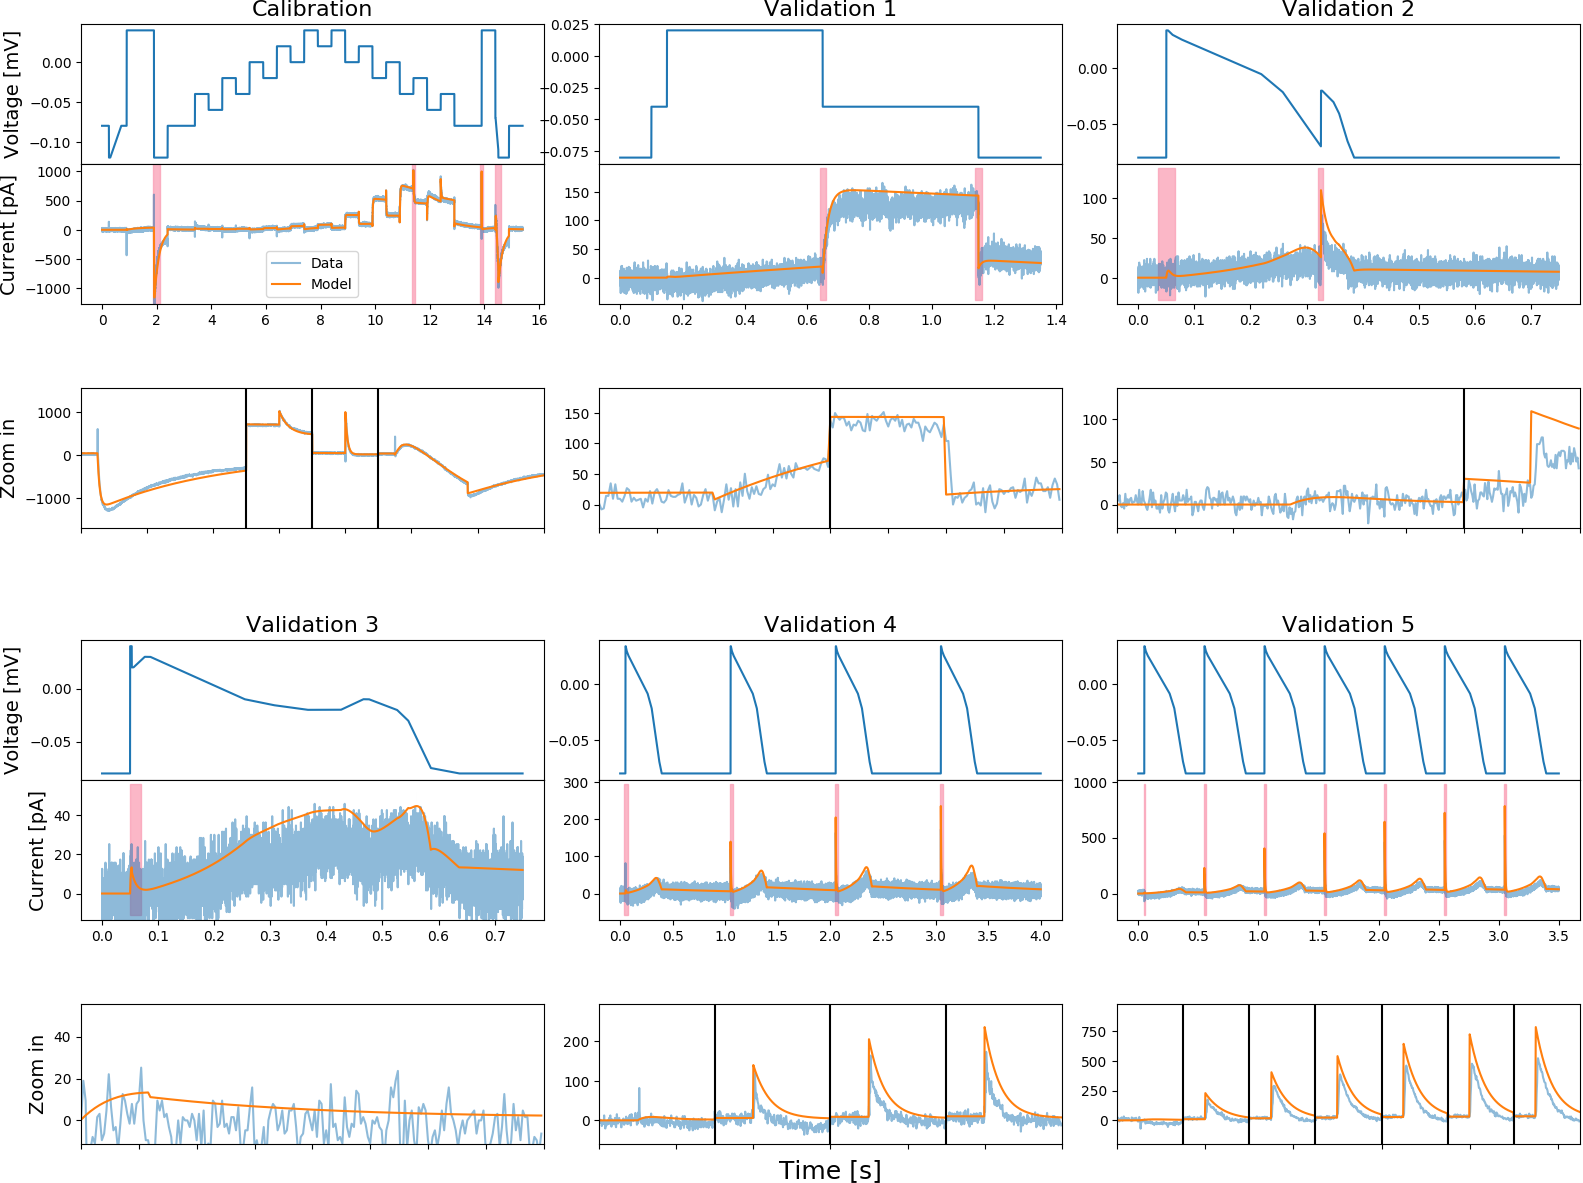 Calibration
Validation 1
Validation 2
Voltage [mV]
0.00
−0.05
−0.10
0.025
0.000
−0.025
−0.050
−0.075
0.00
−0.05
Current [pA]
1000
500
0
−500
−1000
Data
Model
150
100
50
0
100
50
0
0 2 4 6 8 10 12 14 16
0.0 0.2 0.4 0.6 0.8 1.0 1.2 1.4
0.0 0.1 0.2 0.3 0.4 0.5 0.6 0.7
Zoom in
1000
0
−1000
150
100
50
0
100
50
0
Validation 3
Validation 4
Validation 5
Voltage [mV]
0.00
−0.05
0.00
−0.05
0.00
−0.05
Current [pA]
40
20
0
300
200
100
0
1000
500
0
0.0 0.1 0.2 0.3 0.4 0.5 0.6 0.7
0.0 0.5 1.0 1.5 2.0 2.5 3.0 3.5 4.0
0.0 0.5 1.0 1.5 2.0 2.5 3.0 3.5
Zoom in
40
20
0
200
100
0
750
500
250
0
Time [s]